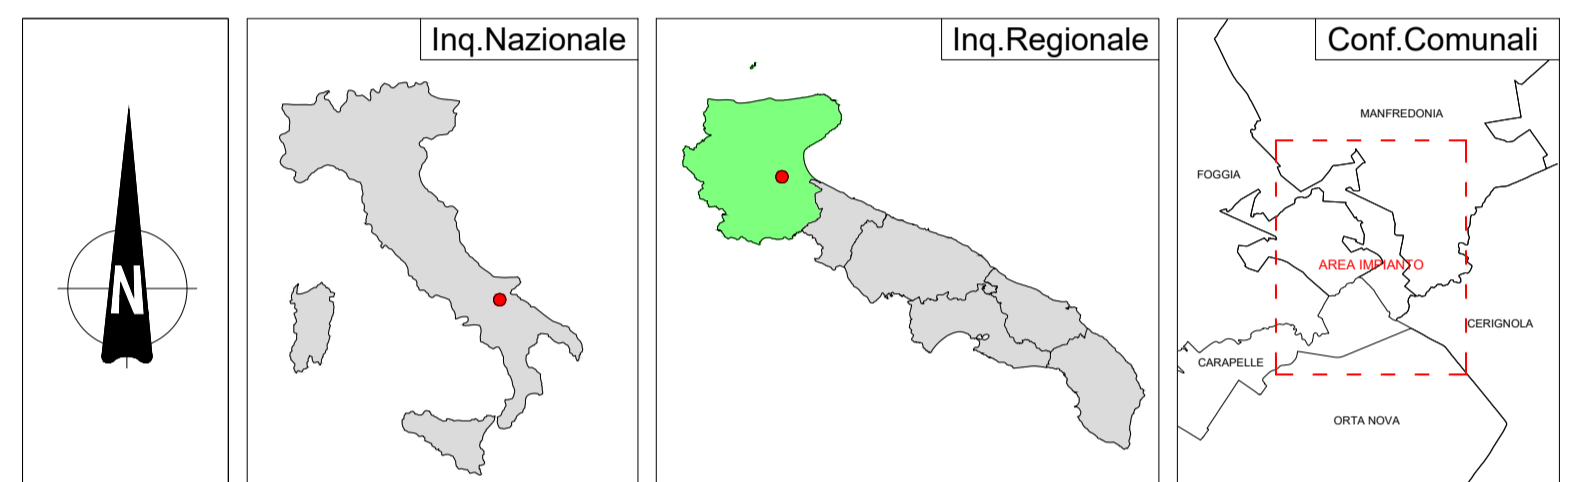 N
Inq.Nazionale
Inq.Regionale
Conf.Comunali
MANFREDONIA
FOGGIA
AREA IMPIANTO
CERIGNOLA
CARAPELLE
ORTA NOVA